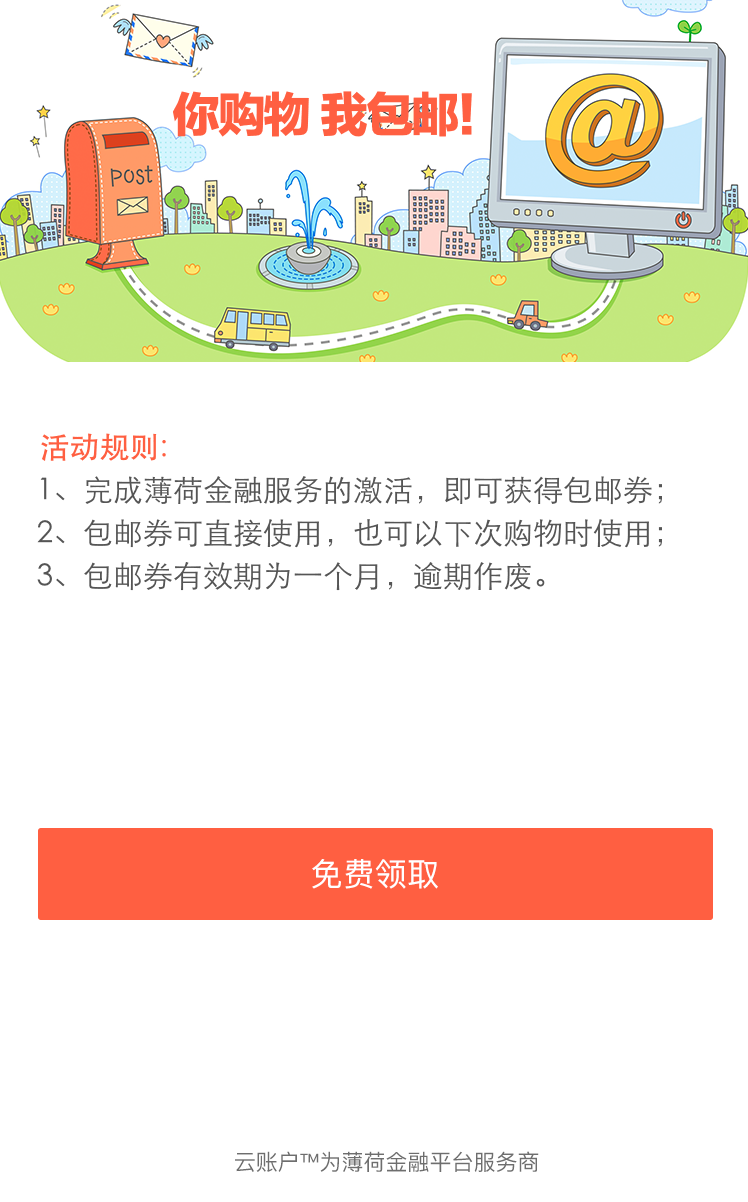 你购物 我包邮!
POST
@
活动规则:
1、完成薄荷金融服务的激活，即可获得包邮券；
2、包邮券可直接使用，也可以下次购物时使用；
3、包邮券有效期为一个月，逾期作废。
免费领取
云账户™为薄荷金融平台服务商